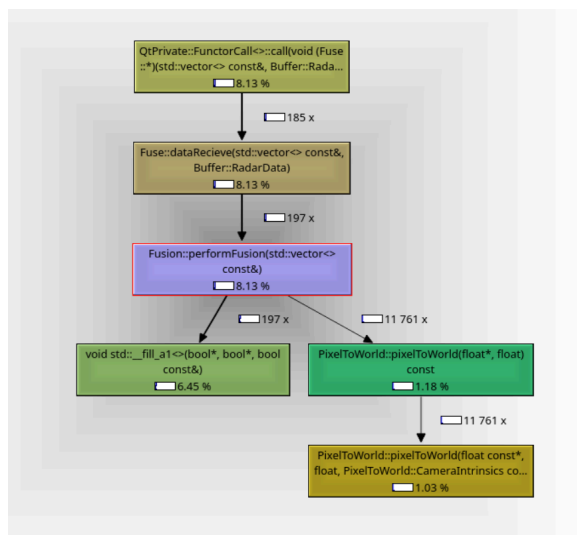 QtPrivate::FunctorCall<>::call(void (Fuse
::*)(std::vector<> const&, Buffer::Rada...
8.13 %
185 x
Fuse::dataRecieve(std::vector<> const&,
Buffer::RadarData)
8.13 %
197 x
Fusion::performFusion(std::vector<>
const&)
8.13 %
197 x
11 761 x
void std::__fill_a1<>(bool*, bool*, bool
const&)
6.45 %
PixelToWorld::pixelToWorld(float*, float)
const
1.18 %
11 761 x
PixelToWorld::pixelToWorld(float const*,
float, PixelToWorld::CameraIntrinsics co...
1.03 %